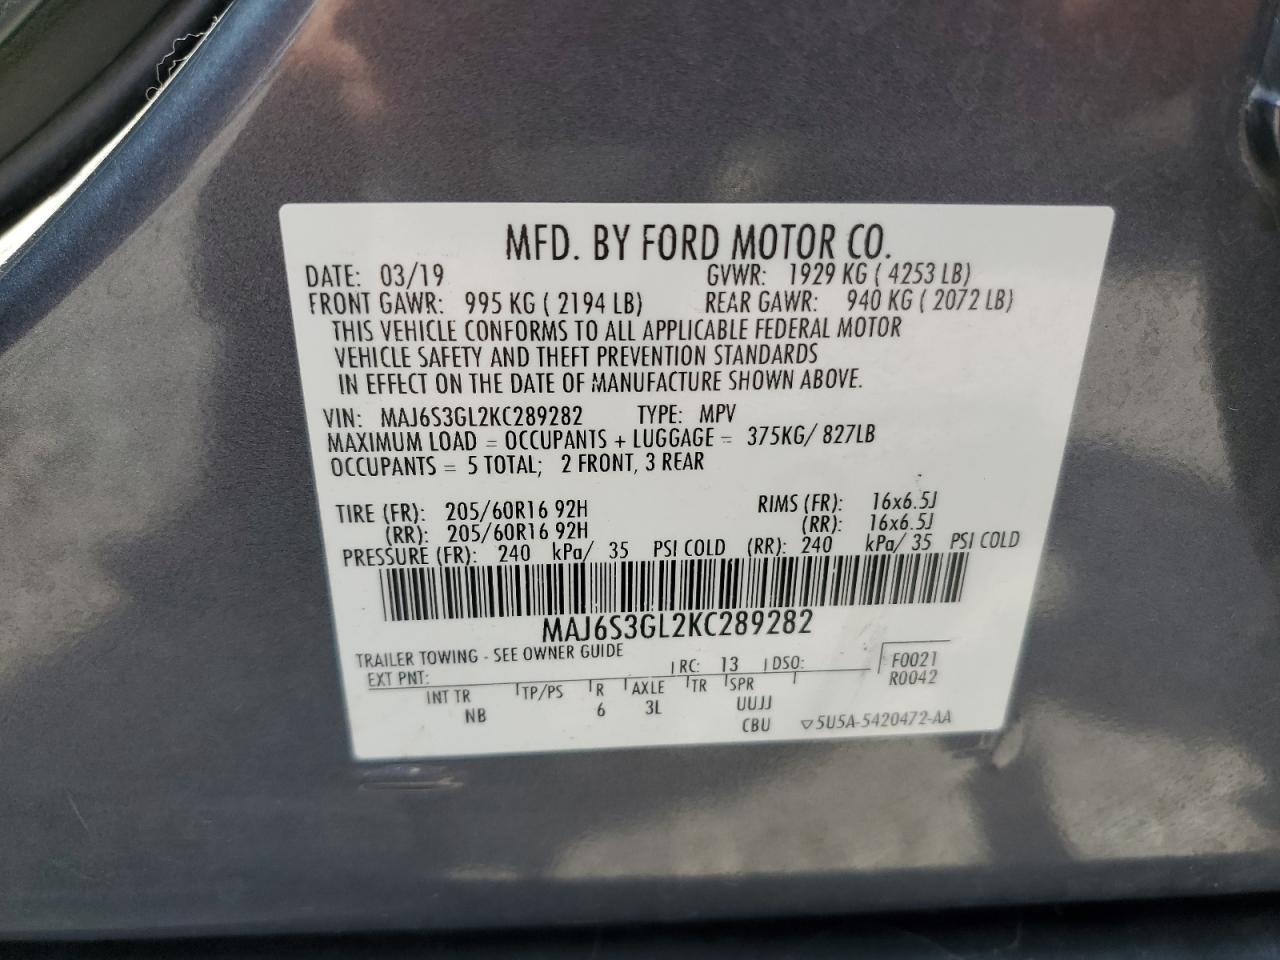 MFD. BY FORD MOTOR CO.
DATE: 03/19 GVWR: 1929 KG ( 4253 LB)
FRONT GAWR: 995 KG ( 2194 LB) REAR GAWR: 940 KG ( 2072 LB)
THIS VEHICLE CONFORMS TO ALL APPLICABLE FEDERAL MOTOR
VEHICLE SAFETY AND THEFT PREVENTION STANDARDS
IN EFFECT ON THE DATE OF MANUFACTURE SHOWN ABOVE.
VIN: MAJ6S3GL2KC289282 TYPE: MPV
MAXIMUM LOAD = OCCUPANTS + LUGGAGE = 375KG/ 827LB
OCCUPANTS = 5 TOTAL; 2 FRONT, 3 REAR
TIRE (FR): 205/60R16 92H RIMS (FR): 16x6.5J
(RR): 205/60R16 92H (RR): 16x6.5J
PRESSURE (FR): 240 kPa/ 35 PSI COLD (RR): 240 kPa/ 35 PSI COLD
MAJ6S3GL2KC289282
TRAILER TOWING - SEE OWNER GUIDE
EXT PNT: RC: 13 DSO: F0021
R0042
INT TR TP/PS R AXLE TR SPR
NB 6 3L UUJJ
CBU ▽5U5A-5420472-AA